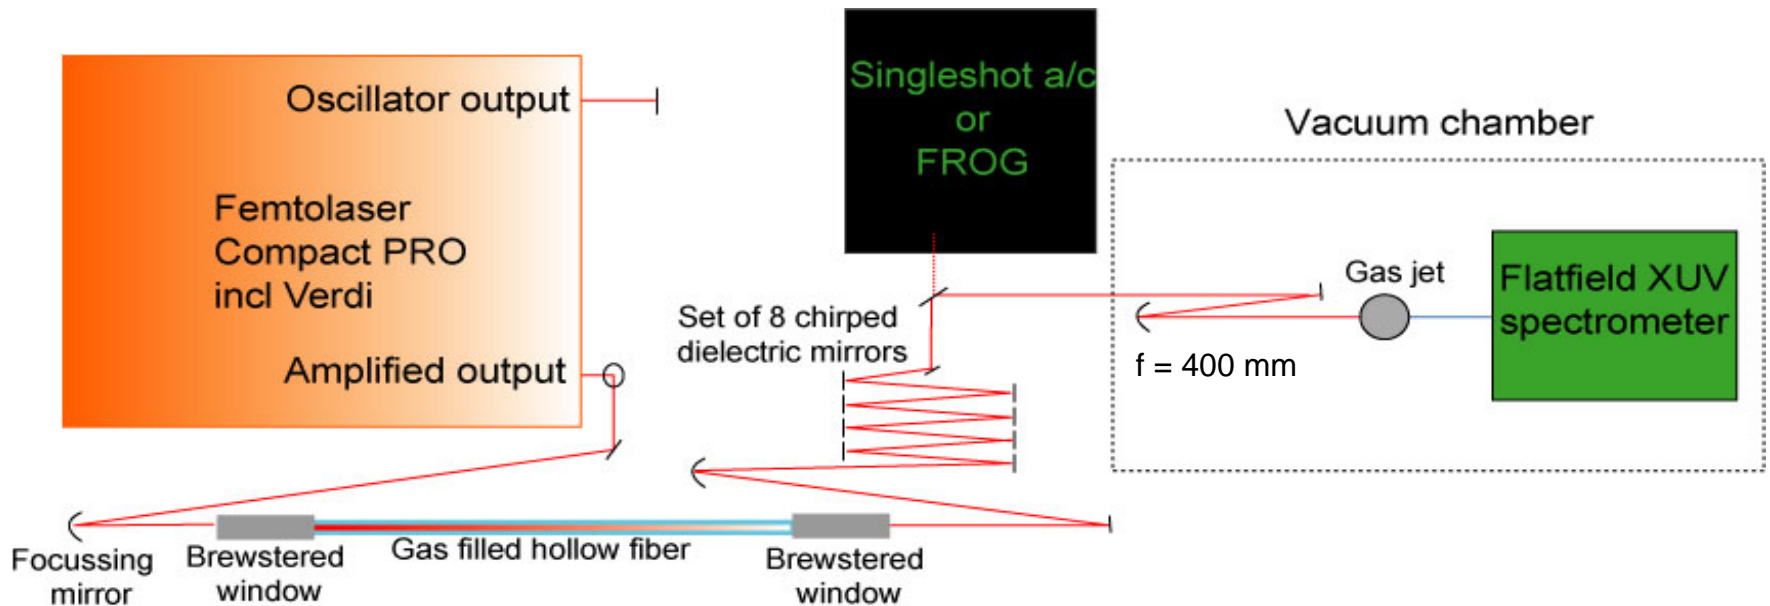 Oscillator output
Femtolaser
Compact PRO
incl Verdi
Amplified output
Singleshot a/c
or
FROG
Vacuum chamber
Gas jet
Flatfield XUV
spectrometer
f = 400 mm
Set of 8 chirped
dielectric mirrors
Focussing
mirror
Brewstered
window
Gas filled hollow fiber
Brewstered
window